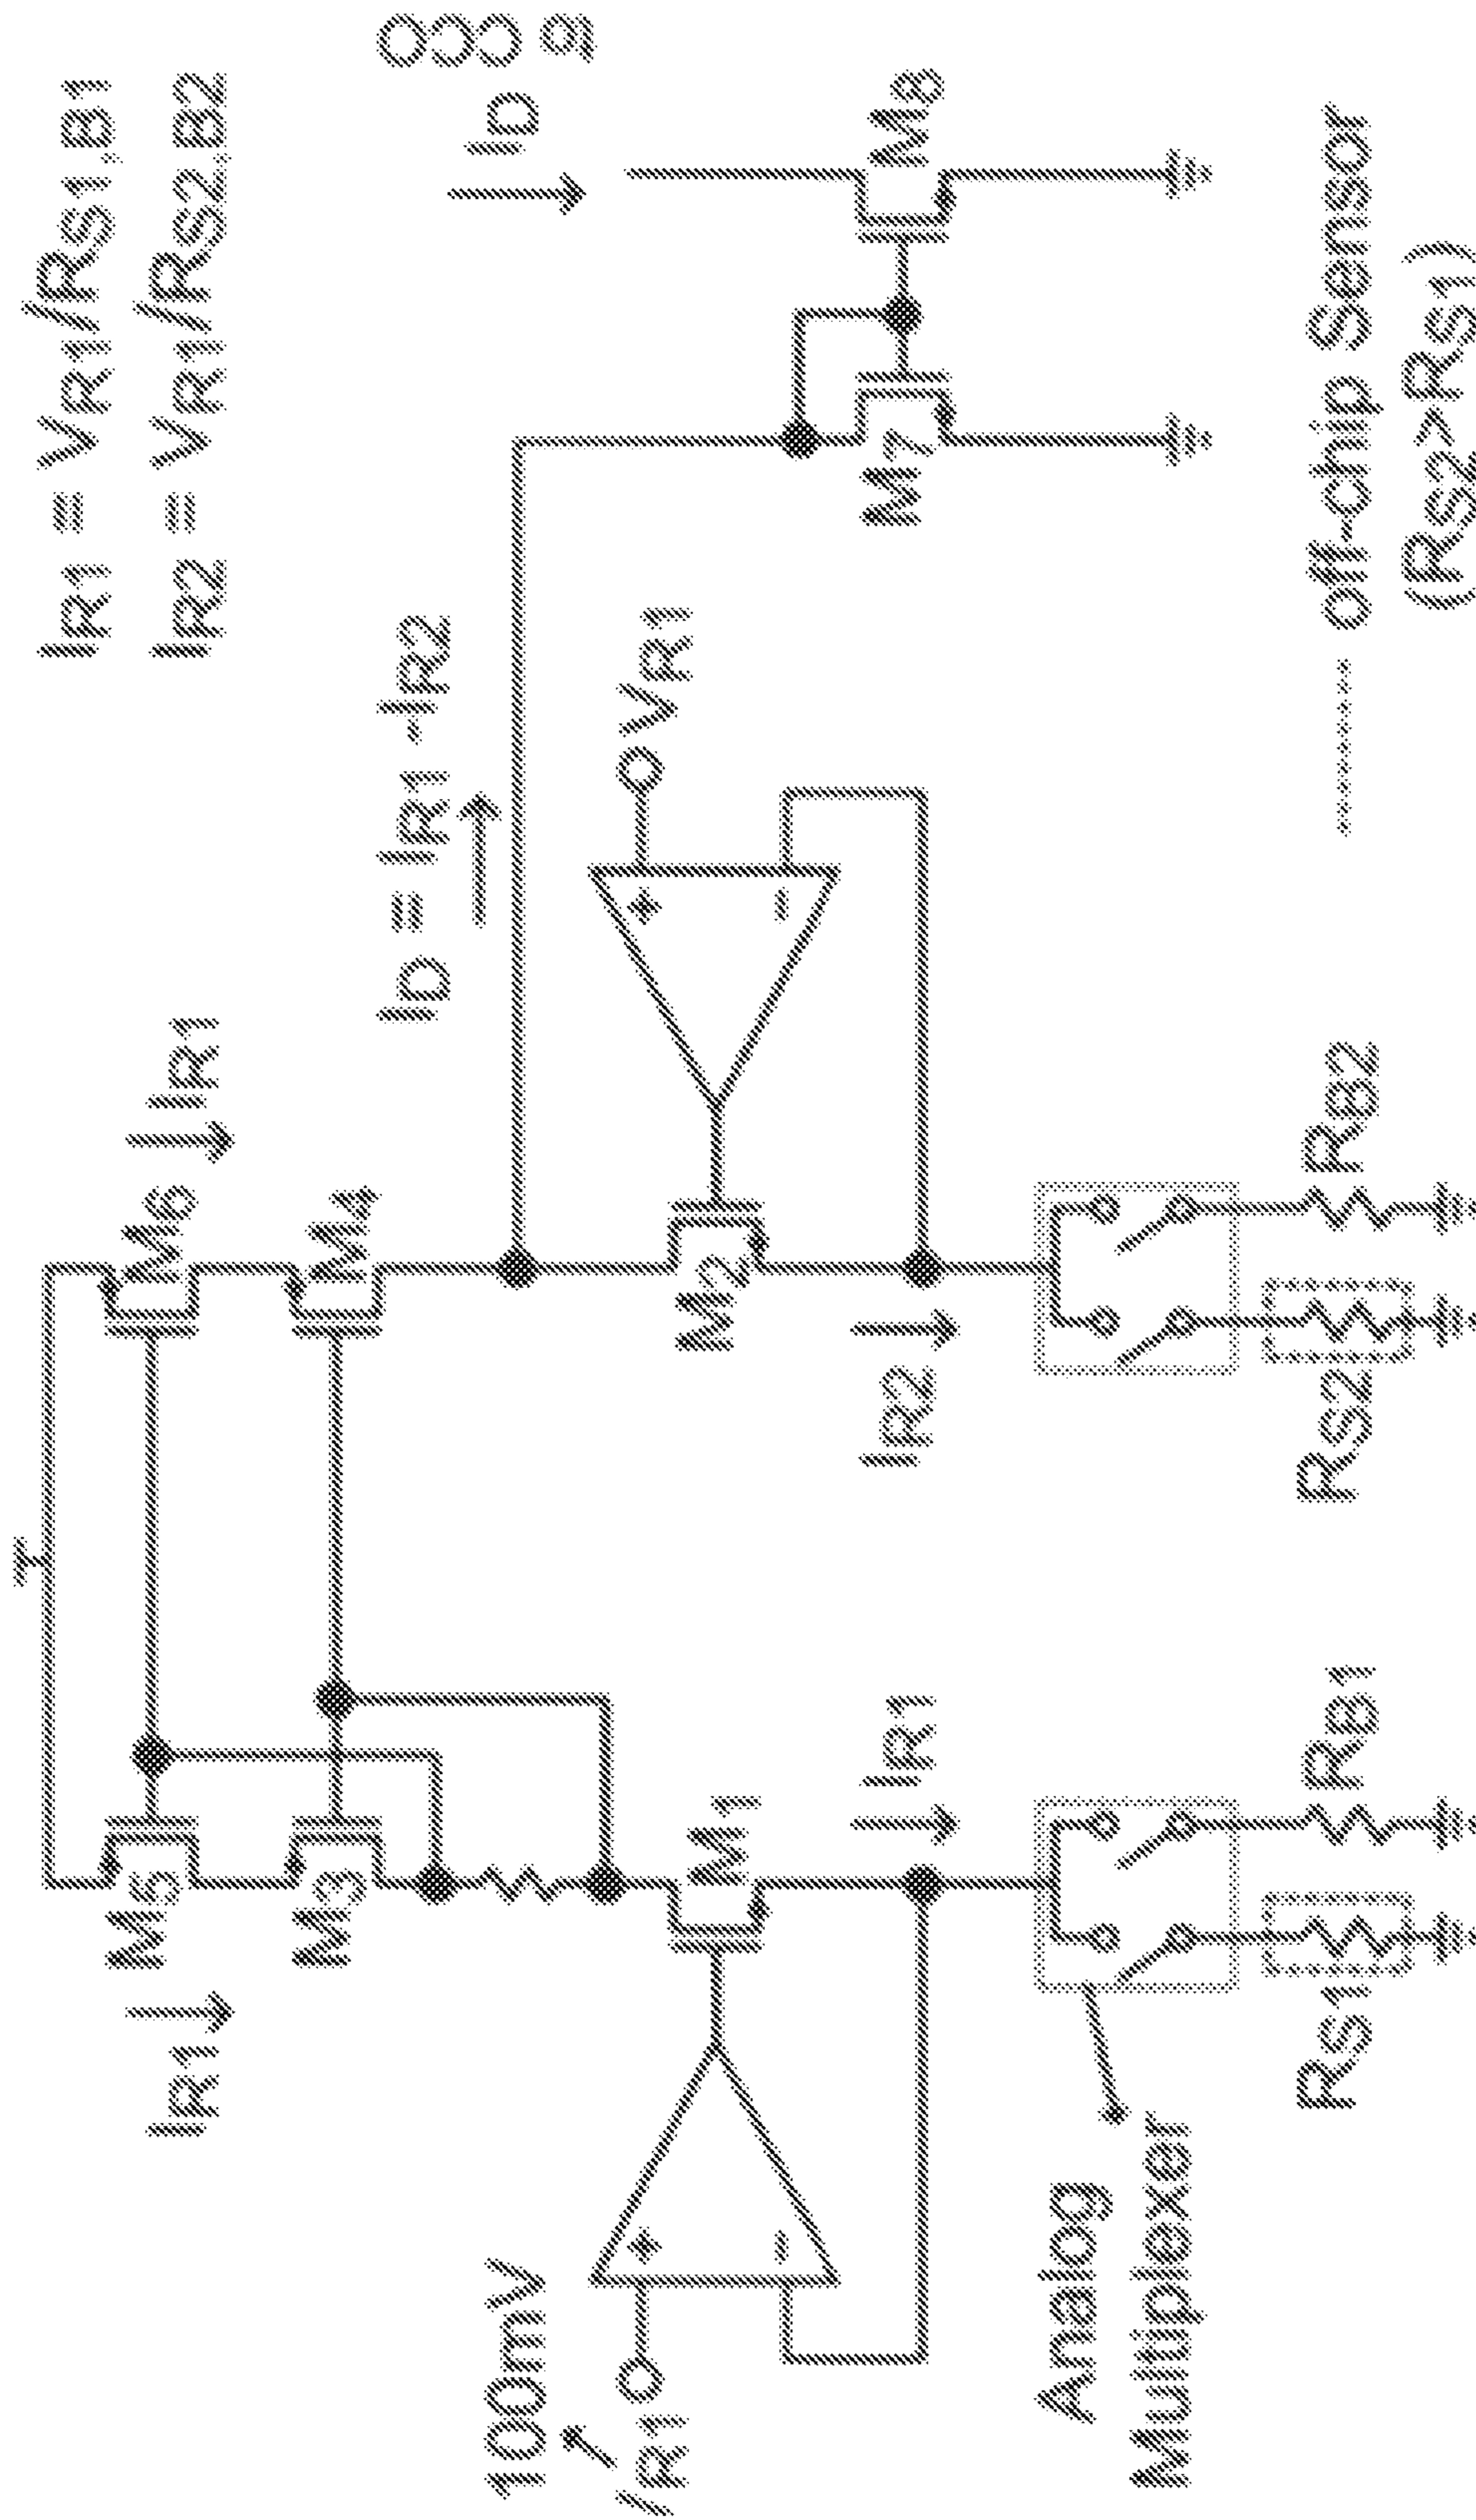 IR1 = VR1/RS1,B1
IR2 = VR1/RS2,B2
IR1
M5
M6
IR1
M3
M4
ID = IR1 -IR2
ID
to
CCO
100mV
VR1
M1
M2
VR1
M7
M8
IR1
IR2
Analog
Multiplexer
RS1
RB1
RS2
RB2
off-chip Sensor
(RS2>RS1)